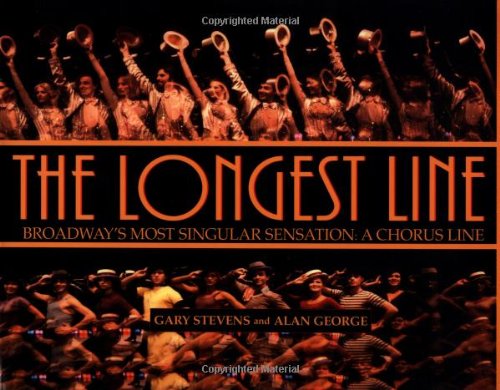 Copyrighted Material
THE LONGEST LINE
BROADWAY'S MOST SINGULAR SENSATION: A CHORUS LINE
GARY STEVENS and ALAN GEORGE
Copyrighted Material